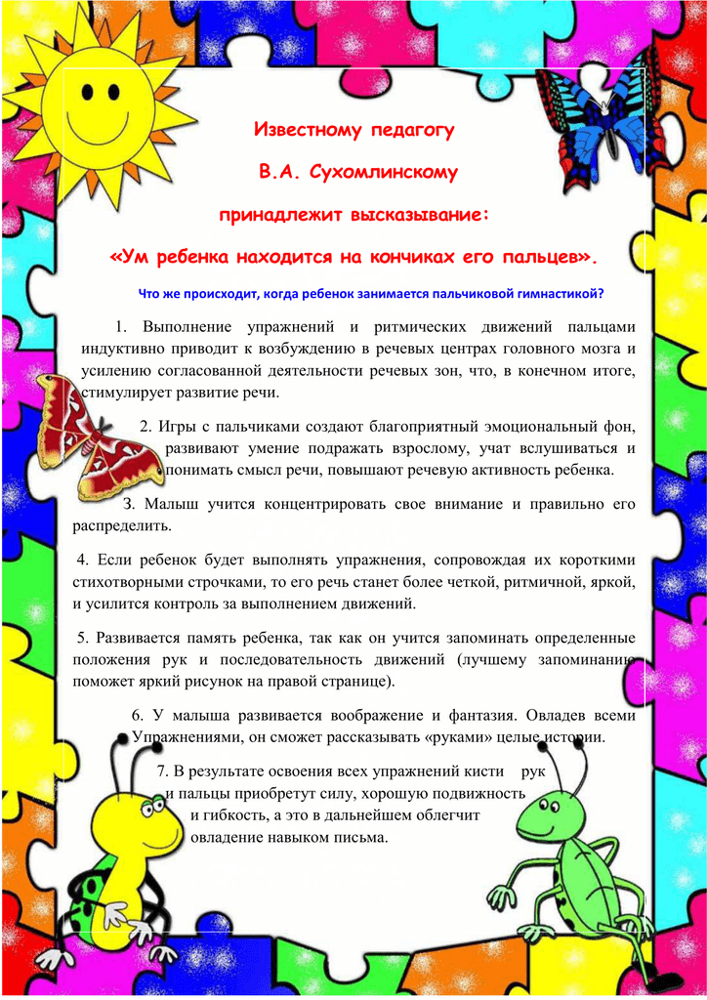 Известному педагогу
В.А. Сухомлинскому
принадлежит высказывание:
«Ум ребенка находится на кончиках его пальцев».
Что же происходит, когда ребенок занимается пальчиковой гимнастикой?
1. Выполнение упражнений и ритмических движений пальцами
индуктивно приводит к возбуждению в речевых центрах головного мозга и
усилению согласованной деятельности речевых зон, что, в конечном итоге,
стимулирует развитие речи.
2. Игры с пальчиками создают благоприятный эмоциональный фон,
развивают умение подражать взрослому, учат вслушиваться и
понимать смысл речи, повышают речевую активность ребенка.
3. Малыш учится концентрировать свое внимание и правильно его
распределить.
4. Если ребенок будет выполнять упражнения, сопровождая их короткими
стихотворными строчками, то его речь станет более четкой, ритмичной, яркой,
и усилится контроль за выполнением движений.
5. Развивается память ребенка, так как он учится запоминать определенные
положения рук и последовательность движений (лучшему запоминанию
поможет яркий рисунок на правой странице).
6. У малыша развивается воображение и фантазия. Овладев всеми
Упражнениями, он сможет рассказывать «руками» целые истории.
7. В результате освоения всех упражнений кисти рук
и пальцы приобретут силу, хорошую подвижность
и гибкость, а это в дальнейшем облегчит
овладение навыком письма.